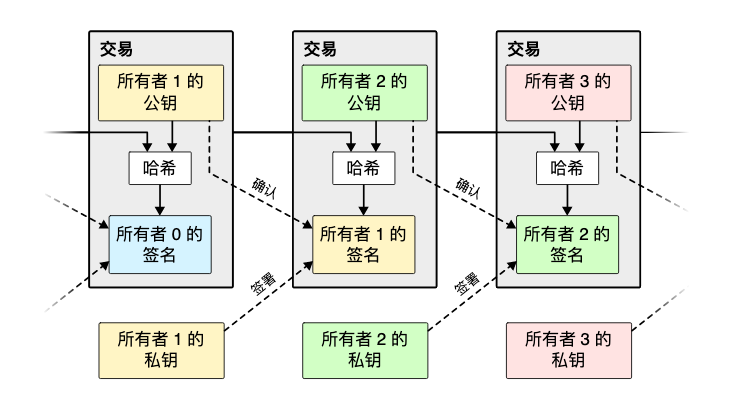 交易
所有者 1 的
公钥
哈希
所有者 0 的
签名
交易
所有者 2 的
公钥
哈希
所有者 1 的
签名
交易
所有者 3 的
公钥
哈希
所有者 2 的
签名
确认
确认
签署
签署
所有者 1 的
私钥
所有者 2 的
私钥
所有者 3 的
私钥